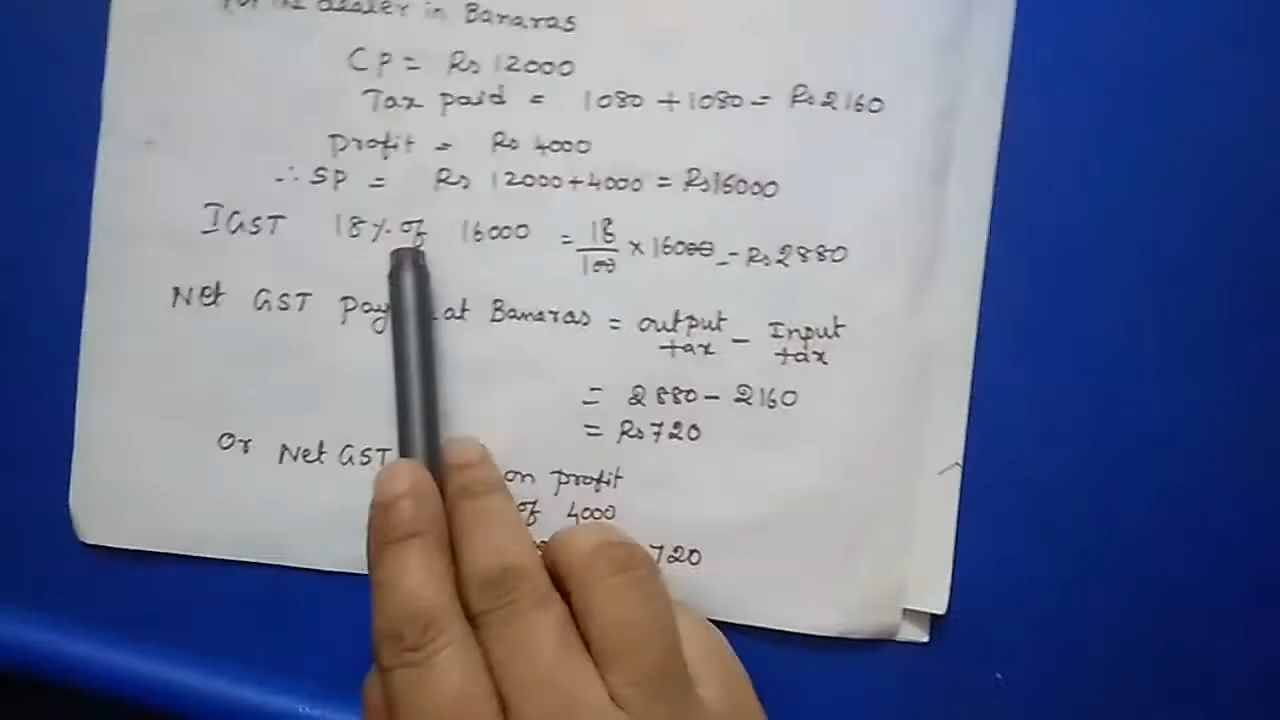 dealer in Banaras
CP = Rs 12000
Tax paid = 1080 + 1080 = Rs 2160
Profit = Rs 4000
∴ SP = Rs 12000 + 4000 = Rs 16000
IGST 18% of 16000 = 18/100 × 16000 = Rs 2880
Net GST at Banaras = output tax - Input tax
= 2880 - 2160
= Rs 720
Or Net GST on profit
of 4000
720